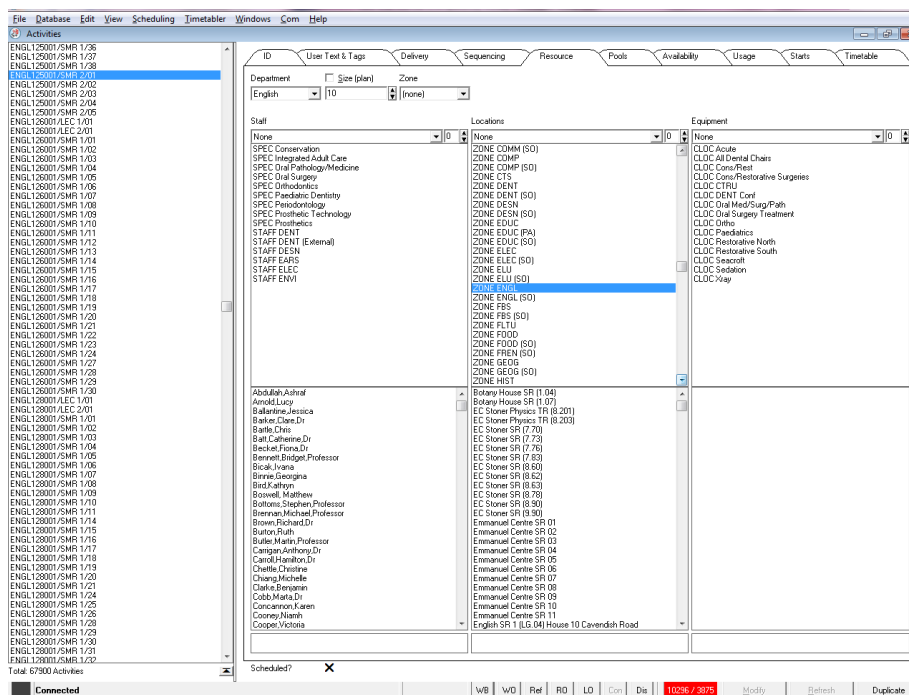 File Database Edit View Scheduling Timetabler Windows Com Help
Activities
ENGL125001/SMR 1/36
ENGL125001/SMR 1/37
ENGL125001/SMR 1/38
ENGL125001/SMR 2/01
ENGL125001/SMR 2/02
ENGL125001/SMR 2/03
ENGL125001/SMR 2/04
ENGL125001/SMR 2/05
ENGL126001/LEC 1/01
ENGL126001/LEC 2/01
ENGL126001/SMR 1/01
ENGL126001/SMR 1/02
ENGL126001/SMR 1/03
ENGL126001/SMR 1/04
ENGL126001/SMR 1/05
ENGL126001/SMR 1/06
ENGL126001/SMR 1/07
ENGL126001/SMR 1/08
ENGL126001/SMR 1/09
ENGL126001/SMR 1/10
ENGL126001/SMR 1/11
ENGL126001/SMR 1/12
ENGL126001/SMR 1/13
ENGL126001/SMR 1/14
ENGL126001/SMR 1/15
ENGL126001/SMR 1/16
ENGL126001/SMR 1/17
ENGL126001/SMR 1/18
ENGL126001/SMR 1/19
ENGL126001/SMR 1/20
ENGL126001/SMR 1/21
ENGL126001/SMR 1/22
ENGL126001/SMR 1/23
ENGL126001/SMR 1/24
ENGL126001/SMR 1/27
ENGL126001/SMR 1/28
ENGL126001/SMR 1/29
ENGL126001/SMR 1/30
ENGL128001/LEC 1/01
ENGL128001/LEC 2/01
ENGL128001/SMR 1/01
ENGL128001/SMR 1/02
ENGL128001/SMR 1/03
ENGL128001/SMR 1/04
ENGL128001/SMR 1/05
ENGL128001/SMR 1/06
ENGL128001/SMR 1/07
ENGL128001/SMR 1/08
ENGL128001/SMR 1/09
ENGL128001/SMR 1/10
ENGL128001/SMR 1/11
ENGL128001/SMR 1/14
ENGL128001/SMR 1/15
ENGL128001/SMR 1/16
ENGL128001/SMR 1/17
ENGL128001/SMR 1/18
ENGL128001/SMR 1/19
ENGL128001/SMR 1/20
ENGL128001/SMR 1/21
ENGL128001/SMR 1/24
ENGL128001/SMR 1/25
ENGL128001/SMR 1/26
ENGL128001/SMR 1/28
ENGL128001/SMR 1/29
ENGL128001/SMR 1/30
ENGL128001/SMR 1/31
ENGL128001/SMR 1/32
Total: 67900 Activities
ID User Text & Tags Delivery Sequencing Resource Pools Availability Usage Starts Timetable
Department Size (plan) Zone
English 10 (none)
Staff
None 0
SPEC Conservation
SPEC Integrated Adult Care
SPEC Oral Pathology/Medicine
SPEC Oral Surgery
SPEC Orthodontics
SPEC Paediatric Dentistry
SPEC Periodontology
SPEC Prosthetic Technology
SPEC Prosthetics
STAFF DENT
STAFF DENT (External)
STAFF DESN
STAFF EARS
STAFF ELEC
STAFF ENVI
Abdullah,Ashraf
Arnold,Lucy
Ballantine,Jessica
Barker,Clare,Dr
Bartle,Chris
Batt,Catherine,Dr
Becket,Fiona,Dr
Bennett,Bridget,Professor
Bicak,Ivana
Binnie,Georgina
Bird,Kathryn
Boswell, Matthew
Bottoms,Stephen,Professor
Brennan,Michael,Professor
Brown,Richard,Dr
Burton,Ruth
Butler,Martin,Professor
Carrigan,Anthony,Dr
Carroll,Hamilton,Dr
Chettle,Christine
Chiang,Michelle
Clarke,Benjamin
Cobb,Marta,Dr
Concannon,Karen
Cooney,Niamh
Cooper,Victoria
Locations
None 0
ZONE COMM (SO)
ZONE COMP
ZONE COMP (SO)
ZONE CTS
ZONE DENT
ZONE DENT (SO)
ZONE DESN
ZONE DESN (SO)
ZONE EDUC
ZONE EDUC (PA)
ZONE EDUC (SO)
ZONE ELEC
ZONE ELEC (SO)
ZONE ELU
ZONE ELU (SO)
ZONE ENGL
ZONE ENGL (SO)
ZONE FBS
ZONE FBS (SO)
ZONE FLTU
ZONE FOOD
ZONE FOOD (SO)
ZONE FREN (SO)
ZONE GEOG
ZONE GEOG (SO)
ZONE HIST
Botany House SR (1.04)
Botany House SR (1.07)
EC Stoner Physics TR (8.201)
EC Stoner Physics TR (8.203)
EC Stoner SR (7.70)
EC Stoner SR (7.73)
EC Stoner SR (7.76)
EC Stoner SR (7.83)
EC Stoner SR (8.60)
EC Stoner SR (8.62)
EC Stoner SR (8.63)
EC Stoner SR (8.78)
EC Stoner SR (8.90)
EC Stoner SR (9.90)
Emmanuel Centre SR 01
Emmanuel Centre SR 02
Emmanuel Centre SR 03
Emmanuel Centre SR 04
Emmanuel Centre SR 05
Emmanuel Centre SR 06
Emmanuel Centre SR 07
Emmanuel Centre SR 08
Emmanuel Centre SR 09
Emmanuel Centre SR 10
Emmanuel Centre SR 11
English SR 1 (LG.04) House 10 Cavendish Road
Equipment
None 0
CLOC Acute
CLOC All Dental Chairs
CLOC Cons/Rest
CLOC Cons/Restorative Surgeries
CLOC CTRU
CLOC DENT Conf
CLOC Oral Med/Surg/Path
CLOC Oral Surgery Treatment
CLOC Ortho
CLOC Paediatrics
CLOC Restorative North
CLOC Restorative South
CLOC Seacroft
CLOC Sedation
CLOC Xray
Scheduled? X
Connected WB WO Ref RO LO Con Dis 10296 / 3875 Modify Refresh Duplicate